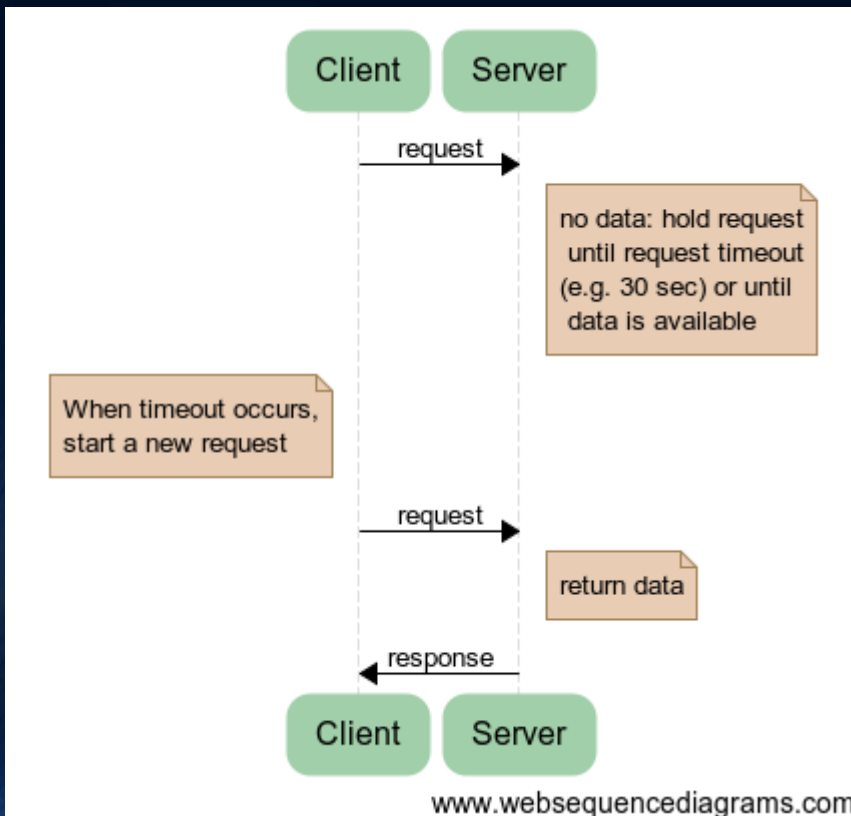 Client
Server
request
no data: hold request
until request timeout
(e.g. 30 sec) or until
data is available
When timeout occurs,
start a new request
request
return data
response
Client
Server
www.websequencediagrams.com